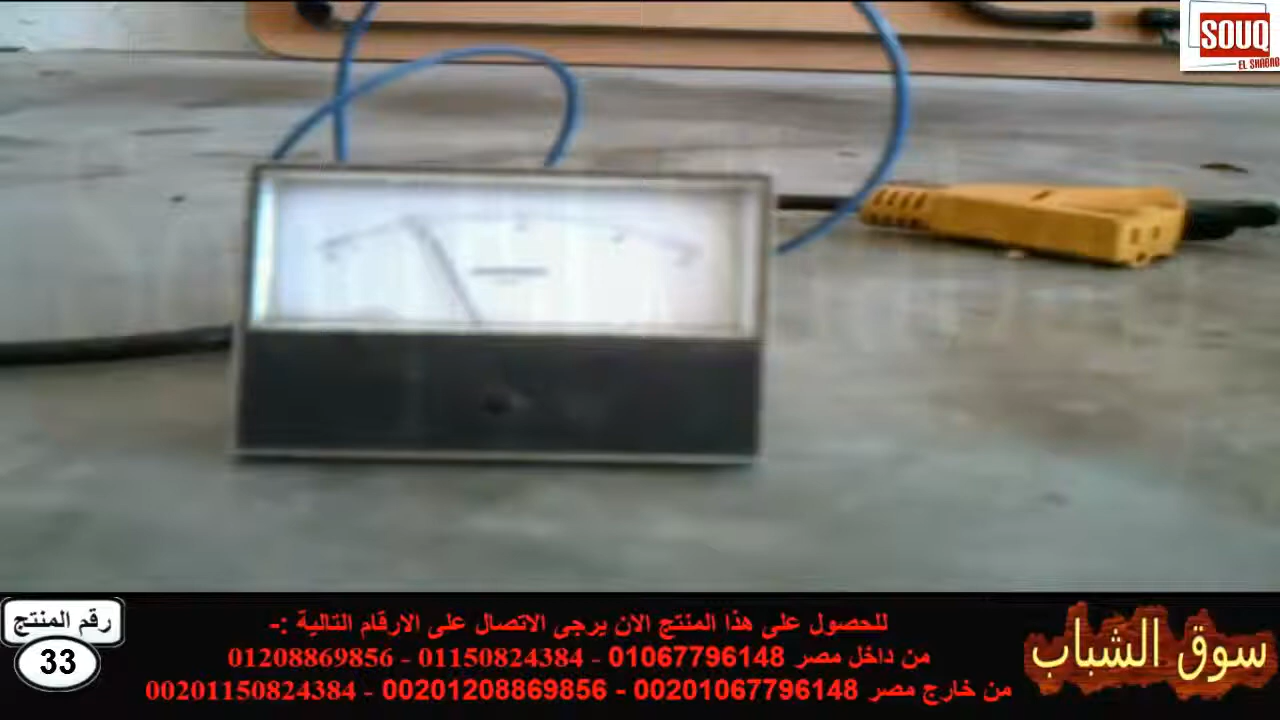 SOUQ
EL SHABAB
رقم المنتج
33
للحصول على هذا المنتج الان يرجى الاتصال على الارقام التالية :-
من داخل مصر 01067796148 - 01150824384 - 01208869856
من خارج مصر 00201067796148 - 00201208869856 - 00201150824384
سوق الشباب